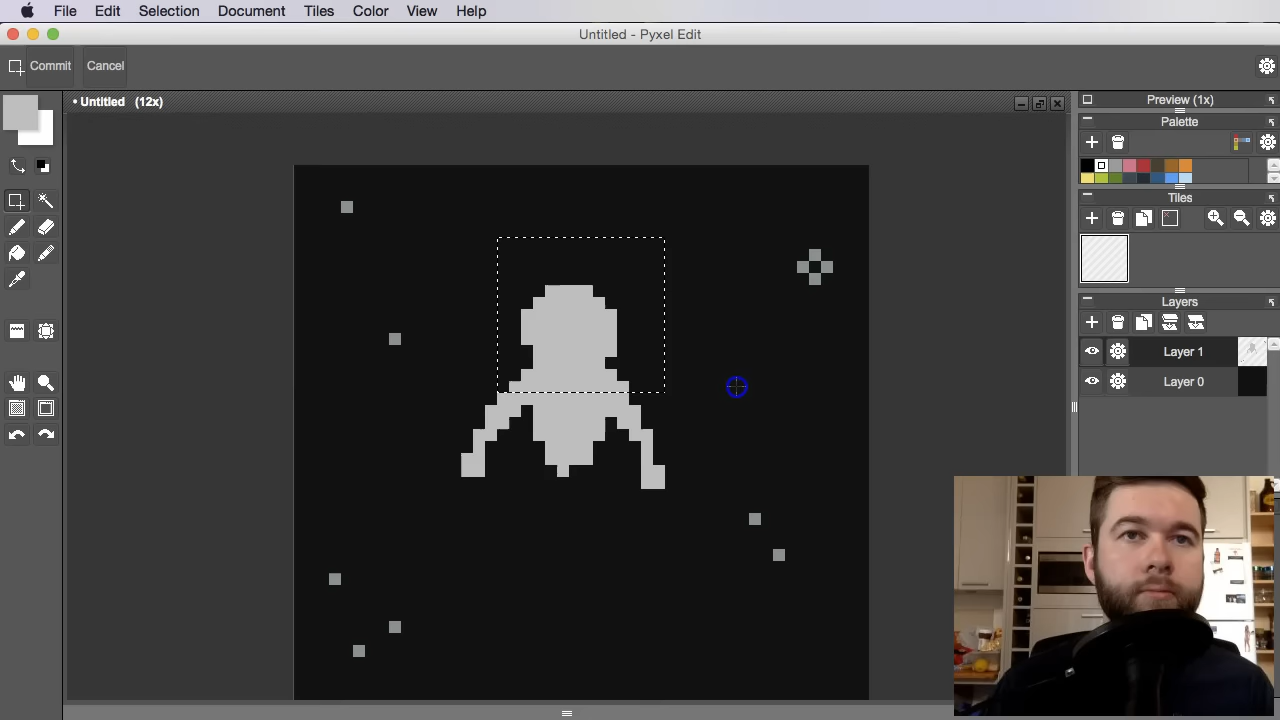 File Edit Selection Document Tiles Color View Help
Untitled - Pyxel Edit
Commit Cancel
• Untitled (12x)
Preview (1x)
Palette
Tiles
Layers
Layer 1
Layer 0